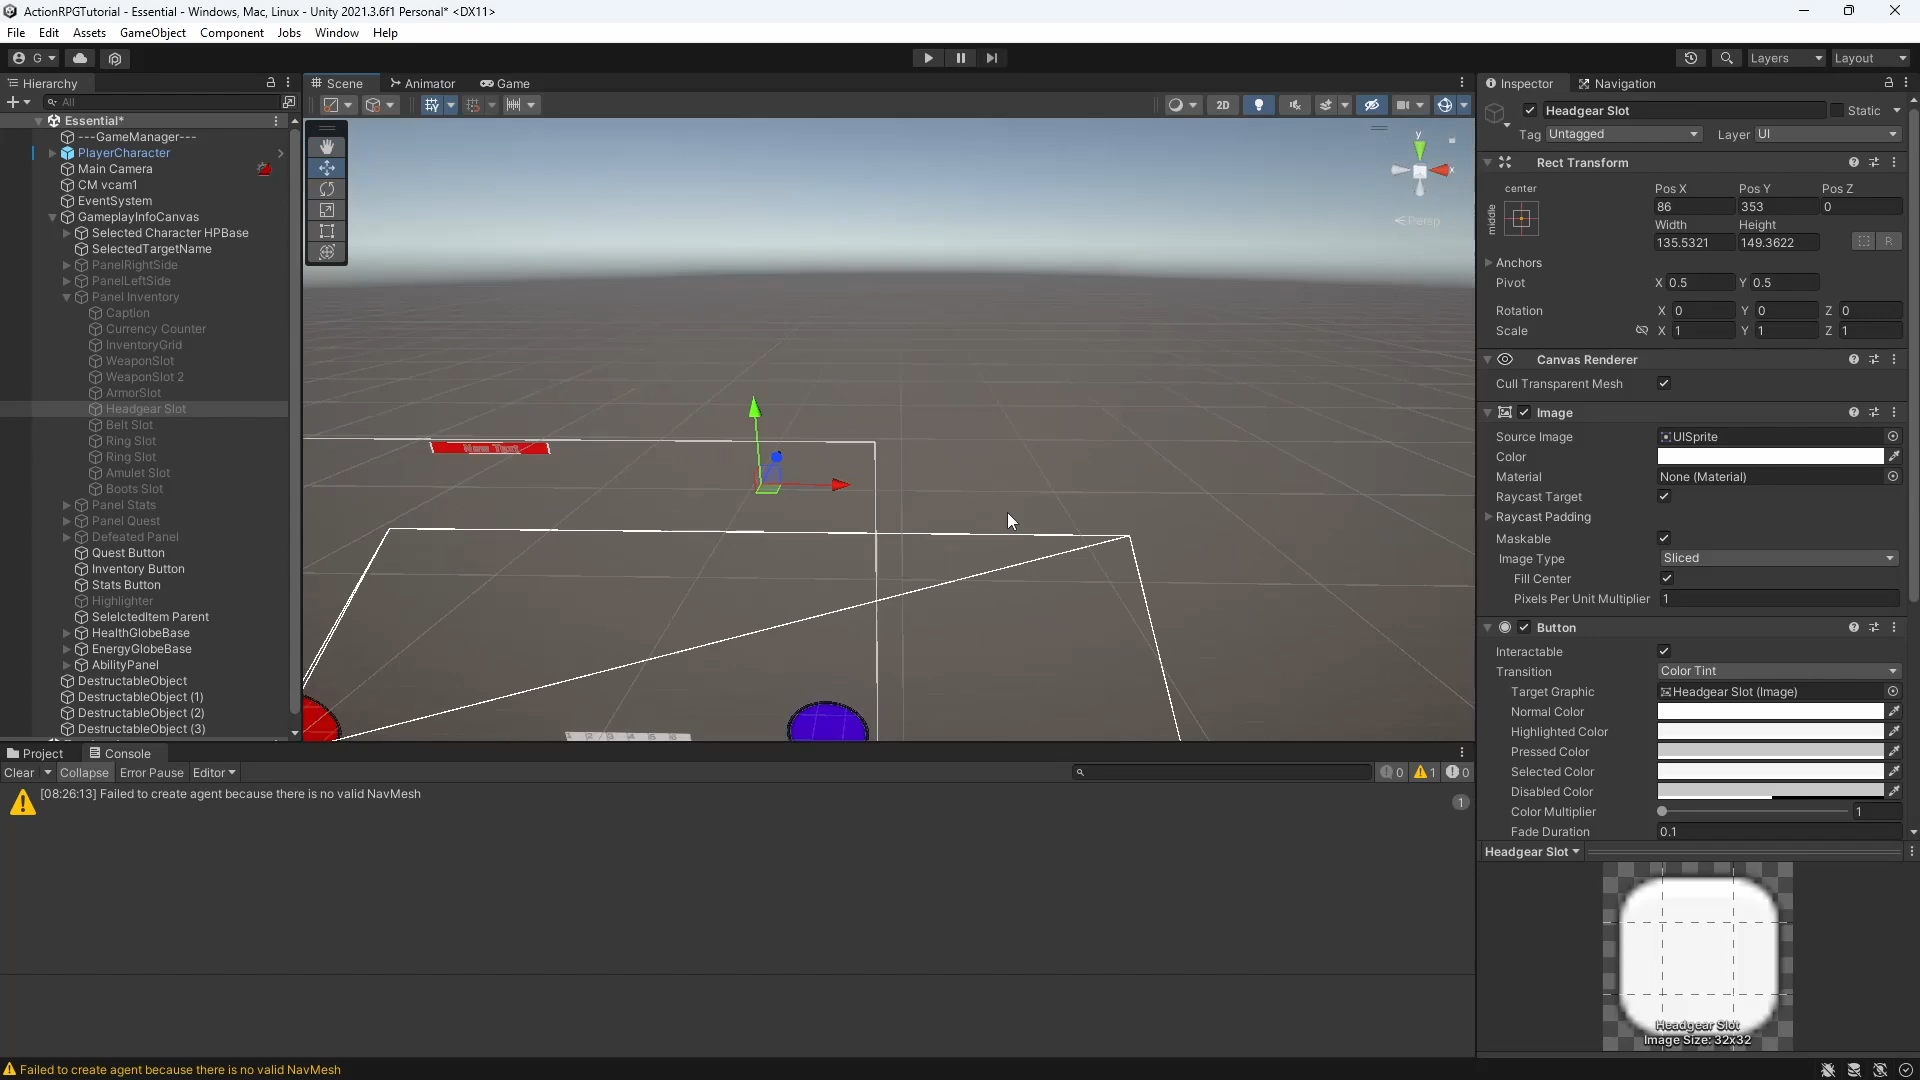 ActionRPGTutorial - Essential - Windows, Mac, Linux - Unity 2021.3.6f1 Personal* <DX11>
File Edit Assets GameObject Component Jobs Window Help
G Layers Layout
Hierarchy
All
Essential*
---GameManager---
PlayerCharacter
Main Camera
CM vcam1
EventSystem
GameplayInfoCanvas
Selected Character HPBase
SelectedTargetName
PanelRightSide
PanelLeftSide
Panel Inventory
Caption
Currency Counter
InventoryGrid
WeaponSlot
WeaponSlot 2
ArmorSlot
Headgear Slot
Belt Slot
Ring Slot
Ring Slot
Amulet Slot
Boots Slot
Panel Stats
Panel Quest
Defeated Panel
Quest Button
Inventory Button
Stats Button
Highlighter
SelelctedItem Parent
HealthGlobeBase
EnergyGlobeBase
AbilityPanel
DestructableObject
DestructableObject (1)
DestructableObject (2)
DestructableObject (3)
Scene Animator Game
2D
y
x
Persp
New Text
Inspector Navigation
Headgear Slot Static
Tag Untagged Layer UI
Rect Transform
center
middle
Pos X Pos Y Pos Z
86 353 0
Width Height
135.5321 149.3622 R
Anchors
Pivot X 0.5 Y 0.5
Rotation X 0 Y 0 Z 0
Scale X 1 Y 1 Z 1
Canvas Renderer
Cull Transparent Mesh
Image
Source Image UISprite
Color
Material None (Material)
Raycast Target
Raycast Padding
Maskable
Image Type Sliced
Fill Center
Pixels Per Unit Multiplier 1
Button
Interactable
Transition Color Tint
Target Graphic Headgear Slot (Image)
Normal Color
Highlighted Color
Pressed Color
Selected Color
Disabled Color
Color Multiplier 1
Fade Duration 0.1
Headgear Slot
Headgear Slot
Image Size: 32x32
Project Console
Clear Collapse Error Pause Editor 0 1 0
[08:26:13] Failed to create agent because there is no valid NavMesh
1
Failed to create agent because there is no valid NavMesh